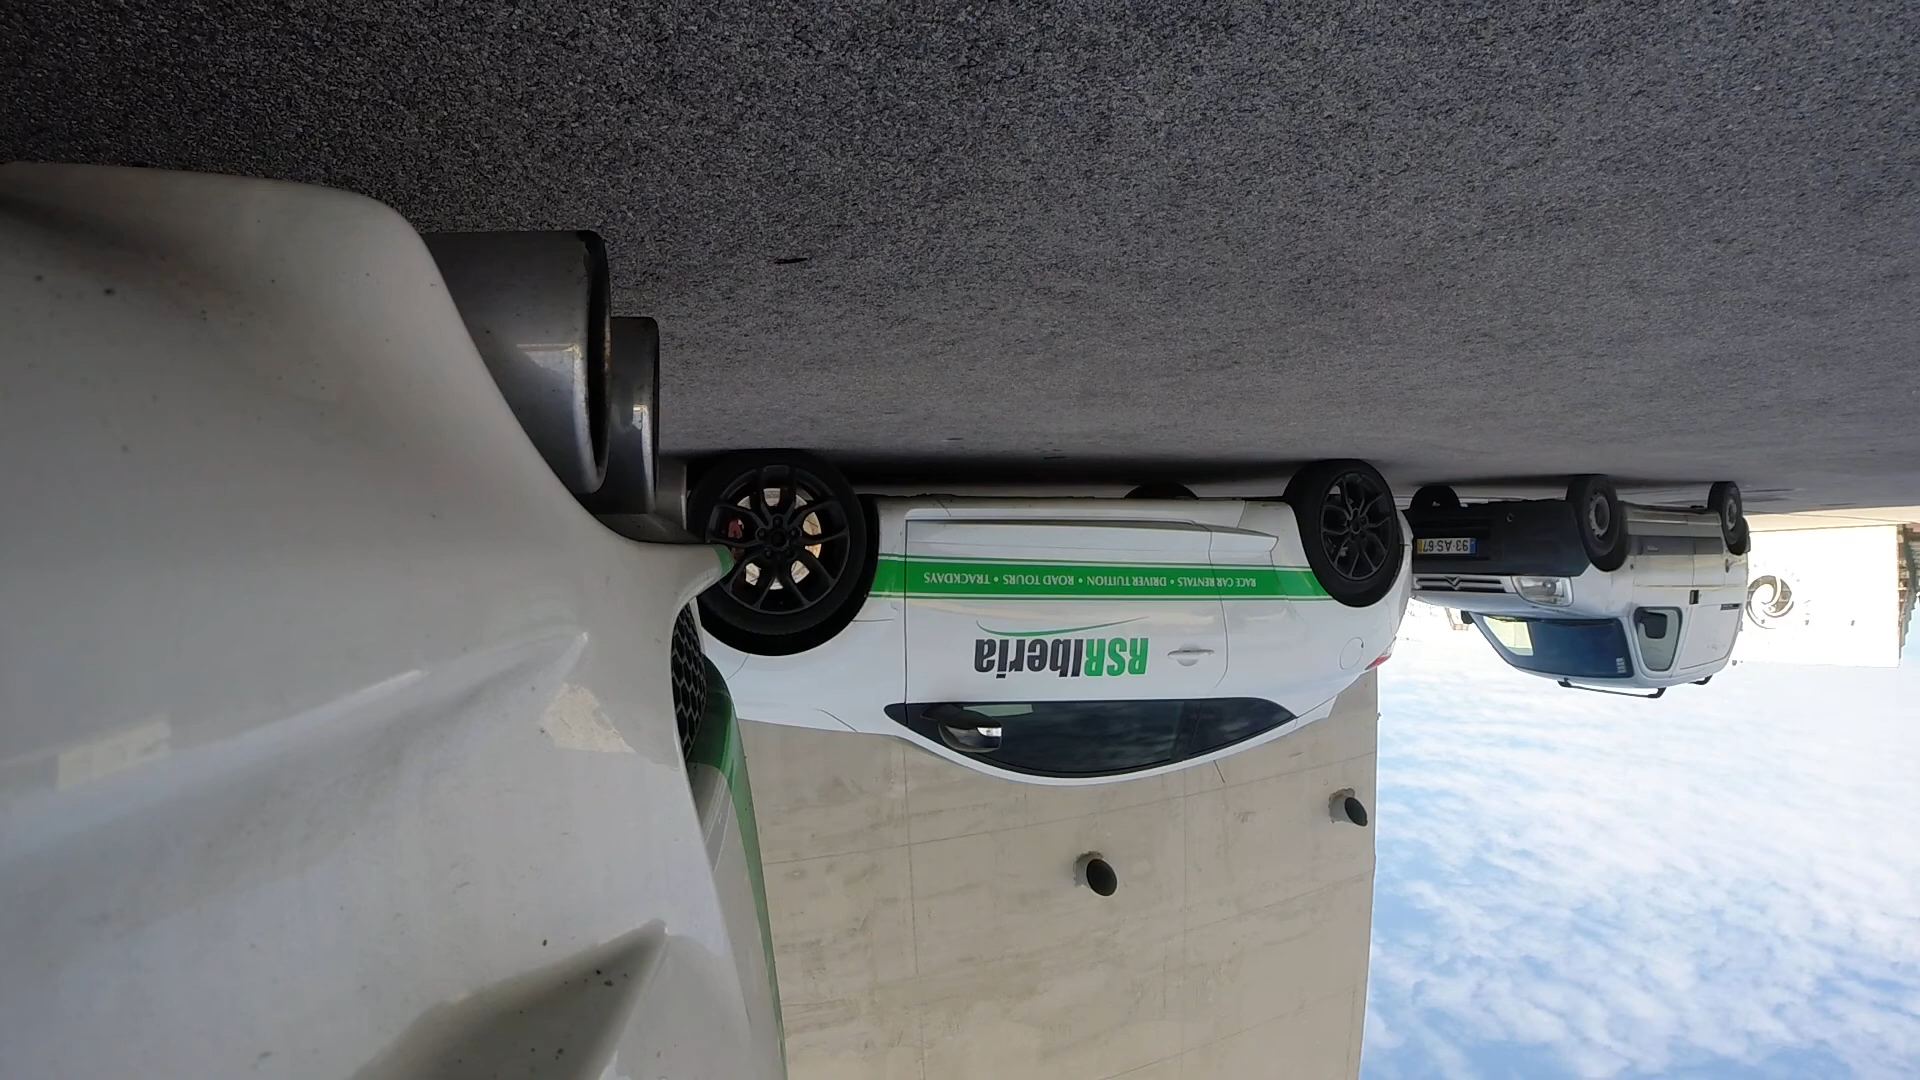 RSRIberia
RACE CAR RENTALS • DRIVER TUITION • ROAD TOURS • TRACKDAYS
93-AS-67